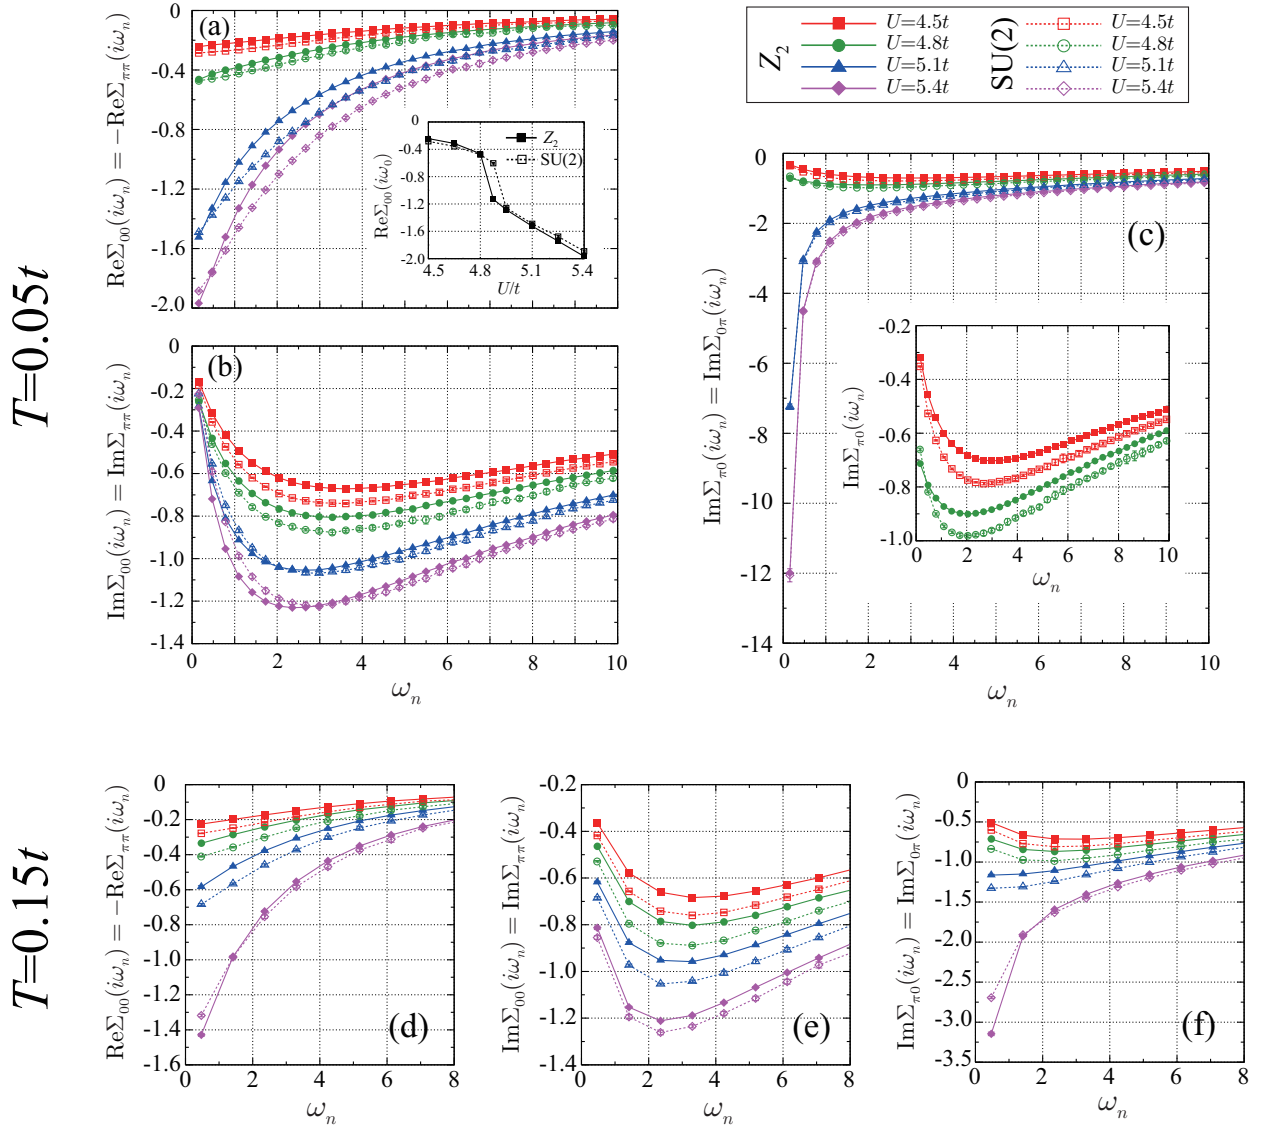 T=0.05t
T=0.15t
Z₂
U=4.5t
U=4.8t
U=5.1t
U=5.4t
SU(2)
U=4.5t
U=4.8t
U=5.1t
U=5.4t
(a)
ReΣ₀₀(iωₙ) = −ReΣ_ππ(iωₙ)
0
-0.4
-0.8
-1.2
-1.6
-2.0
ReΣ₀₀(iω₀)
0
-0.4
-0.8
-1.2
-1.6
-2.0
Z₂
SU(2)
4.5 4.8 5.1 5.4
U/t
(b)
ImΣ₀₀(iωₙ) = ImΣ_ππ(iωₙ)
0
-0.2
-0.4
-0.6
-0.8
-1.0
-1.2
-1.4
0 2 4 6 8 10
ωₙ
(c)
ImΣ_π0(iωₙ) = ImΣ_0π(iωₙ)
0
-2
-4
-6
-8
-10
-12
-14
0 2 4 6 8 10
ωₙ
ImΣ_π0(iωₙ)
-0.2
-0.4
-0.6
-0.8
-1.0
0 2 4 6 8 10
ωₙ
(d)
ReΣ₀₀(iωₙ) = −ReΣ_ππ(iωₙ)
0
-0.2
-0.4
-0.6
-0.8
-1.0
-1.2
-1.4
-1.6
0 2 4 6 8
ωₙ
(e)
ImΣ₀₀(iωₙ) = ImΣ_ππ(iωₙ)
-0.2
-0.4
-0.6
-0.8
-1.0
-1.2
-1.4
0 2 4 6 8
ωₙ
(f)
ImΣ_π0(iωₙ) = ImΣ_0π(iωₙ)
0
-0.5
-1.0
-1.5
-2.0
-2.5
-3.0
-3.5
0 2 4 6 8
ωₙ